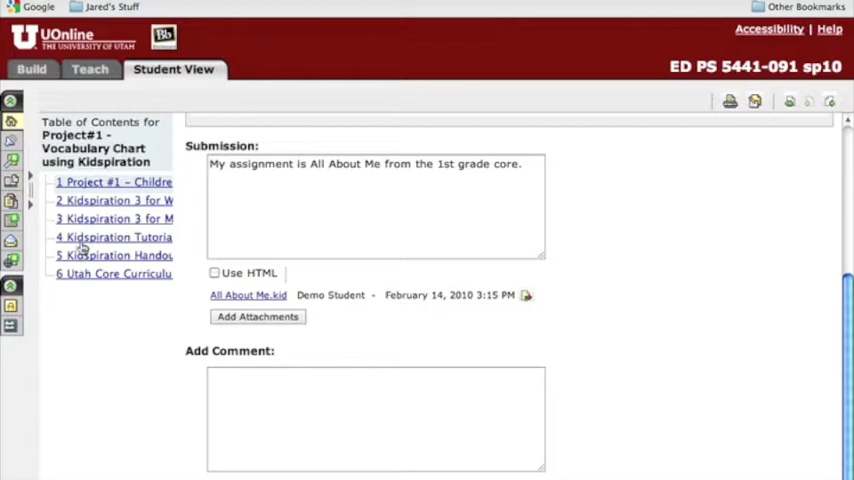 Google Jared's Stuff Other Bookmarks
UOnline
THE UNIVERSITY OF UTAH
Bb
Accessibility | Help
Build Teach Student View
ED PS 5441-091 sp10
Table of Contents for
Project#1 -
Vocabulary Chart
using Kidspiration
1 Project #1 – Childre
2 Kidspiration 3 for W
3 Kidspiration 3 for M
4 Kidspiration Tutoria
5 Kidspiration Handou
6 Utah Core Curriculu
Submission:
My assignment is All About Me from the 1st grade core.
Use HTML
All About Me.kid Demo Student - February 14, 2010 3:15 PM
Add Attachments
Add Comment: